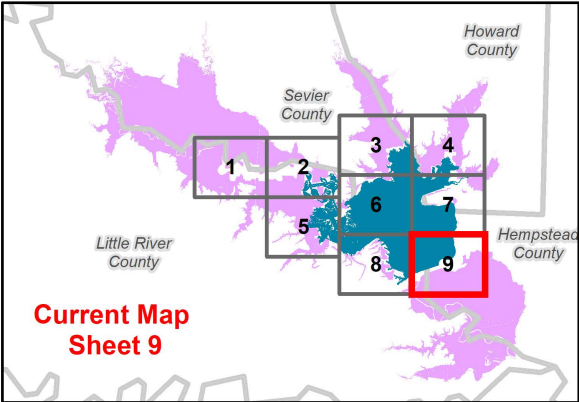 Howard
County
Sevier
County
3
4
1
2
6
7
5
Little River
County
Hempstead
County
8
9
Current Map
Sheet 9